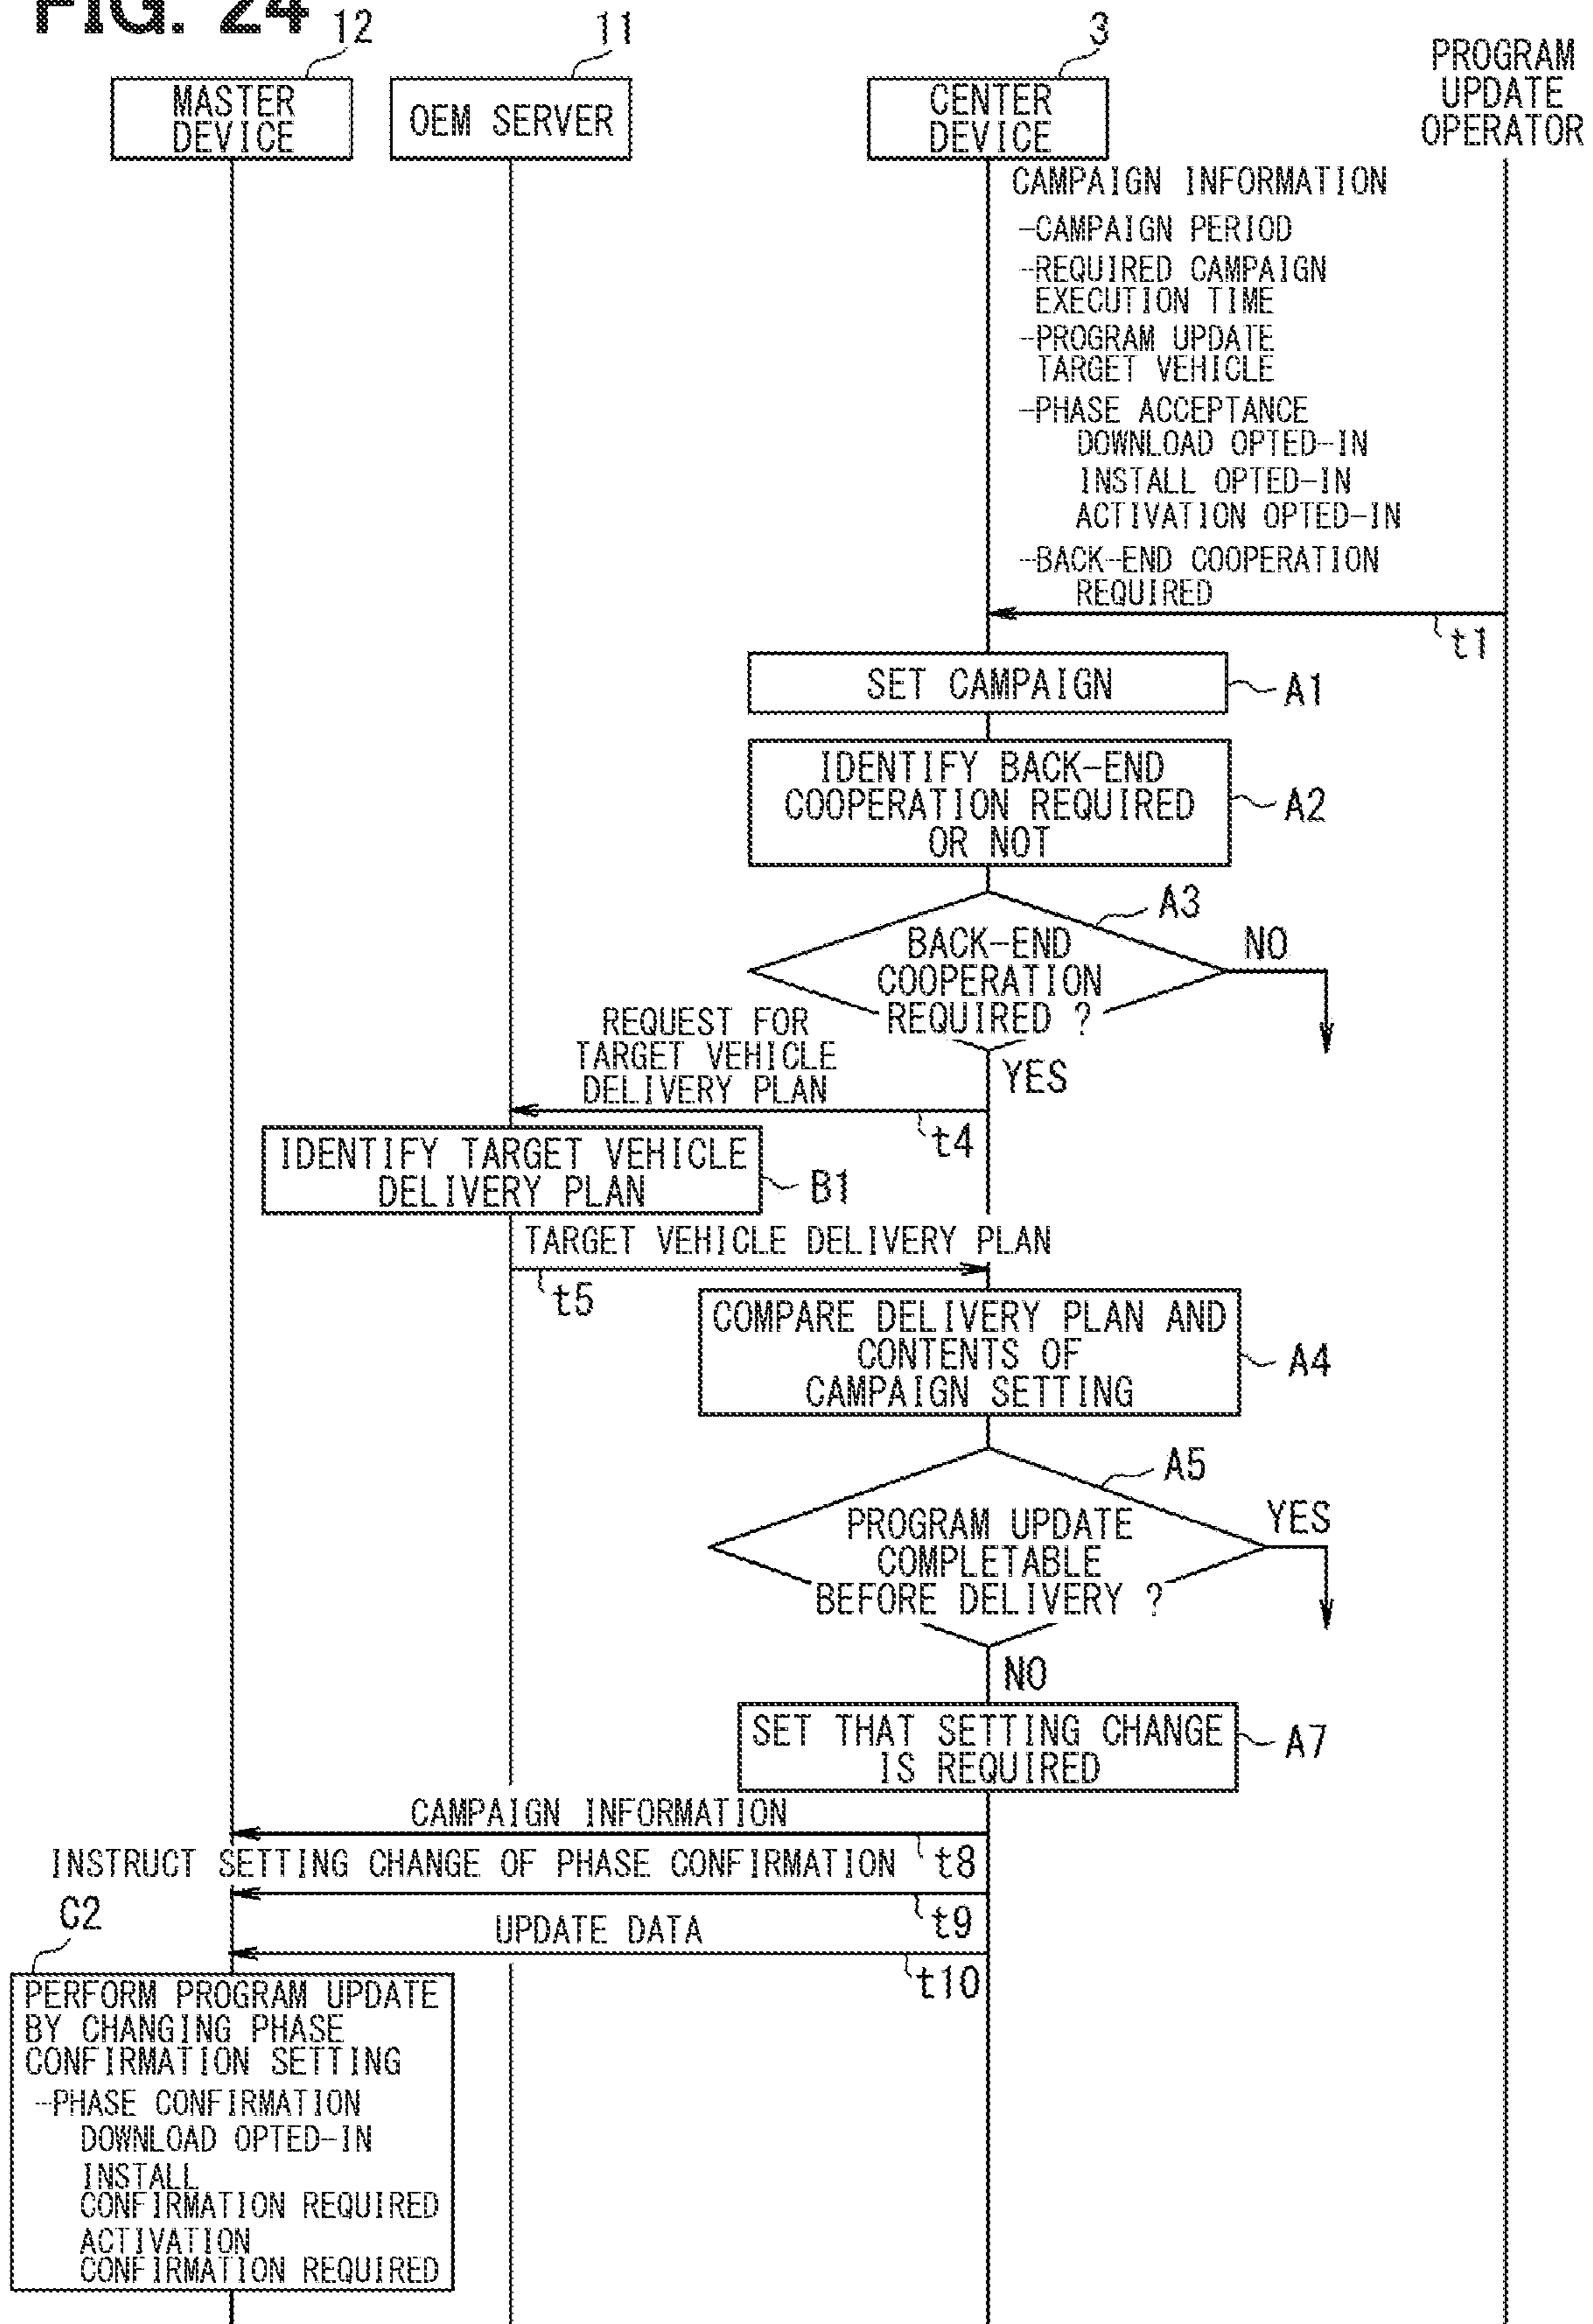 FIG. 24
12
11
3
MASTER
DEVICE
OEM SERVER
CENTER
DEVICE
PROGRAM
UPDATE
OPERATOR
CAMPAIGN INFORMATION
-CAMPAIGN PERIOD
-REQUIRED CAMPAIGN
EXECUTION TIME
-PROGRAM UPDATE
TARGET VEHICLE
-PHASE ACCEPTANCE
DOWNLOAD OPTED-IN
INSTALL OPTED-IN
ACTIVATION OPTED-IN
-BACK-END COOPERATION
REQUIRED
t1
SET CAMPAIGN
A1
IDENTIFY BACK-END
COOPERATION REQUIRED
OR NOT
A2
A3
BACK-END
COOPERATION
REQUIRED ?
NO
YES
REQUEST FOR
TARGET VEHICLE
DELIVERY PLAN
t4
IDENTIFY TARGET VEHICLE
DELIVERY PLAN
B1
TARGET VEHICLE DELIVERY PLAN
t5
COMPARE DELIVERY PLAN AND
CONTENTS OF
CAMPAIGN SETTING
A4
A5
PROGRAM UPDATE
COMPLETABLE
BEFORE DELIVERY ?
YES
NO
SET THAT SETTING CHANGE
IS REQUIRED
A7
CAMPAIGN INFORMATION
t8
INSTRUCT SETTING CHANGE OF PHASE CONFIRMATION
t9
UPDATE DATA
t10
C2
PERFORM PROGRAM UPDATE
BY CHANGING PHASE
CONFIRMATION SETTING
-PHASE CONFIRMATION
DOWNLOAD OPTED-IN
INSTALL
CONFIRMATION REQUIRED
ACTIVATION
CONFIRMATION REQUIRED